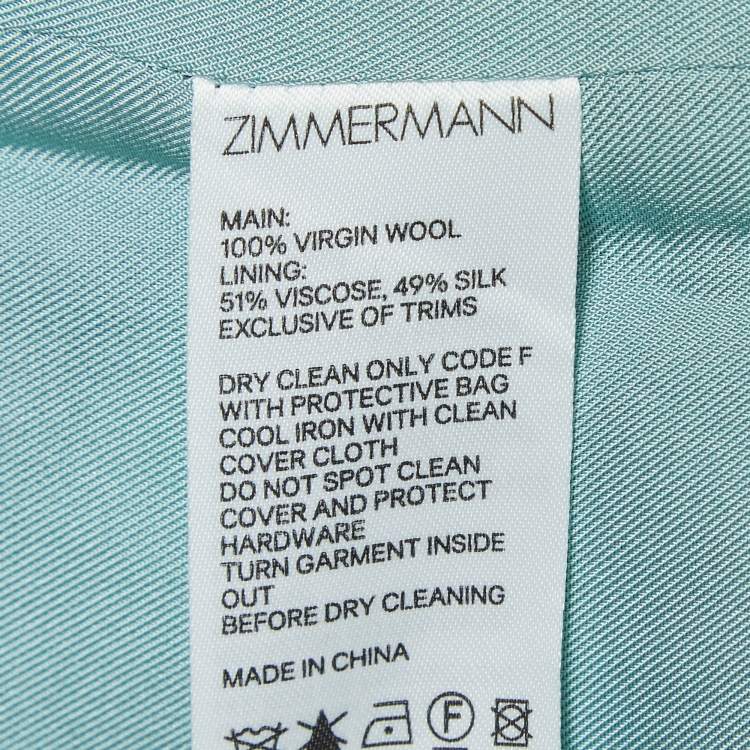 ZIMMERMANN
MAIN:
100% VIRGIN WOOL
LINING:
51% VISCOSE, 49% SILK
EXCLUSIVE OF TRIMS
DRY CLEAN ONLY CODE F
WITH PROTECTIVE BAG
COOL IRON WITH CLEAN
COVER CLOTH
DO NOT SPOT CLEAN
COVER AND PROTECT
HARDWARE
TURN GARMENT INSIDE
OUT
BEFORE DRY CLEANING
MADE IN CHINA
F